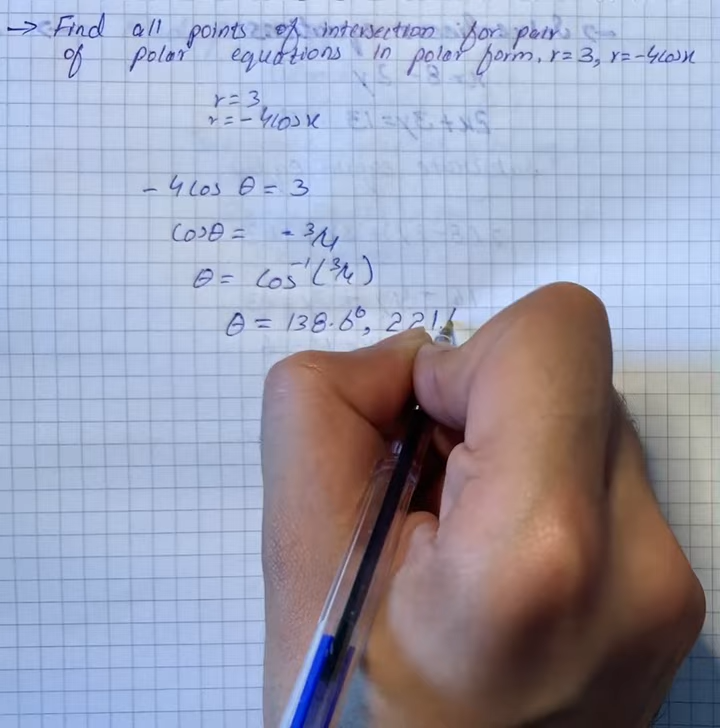 → Find all points of intersection for pair
of polar equations in polar form, r = 3, r = -4cosx
r = 3
r = -4cosx
- 4cos θ = 3
cosθ = - 3/4
θ = cos⁻¹(3/4)
θ = 138.6⁰, 221.